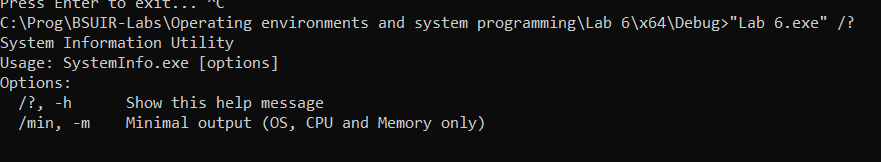 Press Enter to exit... ^C
C:\Prog\BSUIR-Labs\Operating environments and system programming\Lab 6\x64\Debug>"Lab 6.exe" /?
System Information Utility
Usage: SystemInfo.exe [options]
Options:
  /?, -h      Show this help message
  /min, -m    Minimal output (OS, CPU and Memory only)